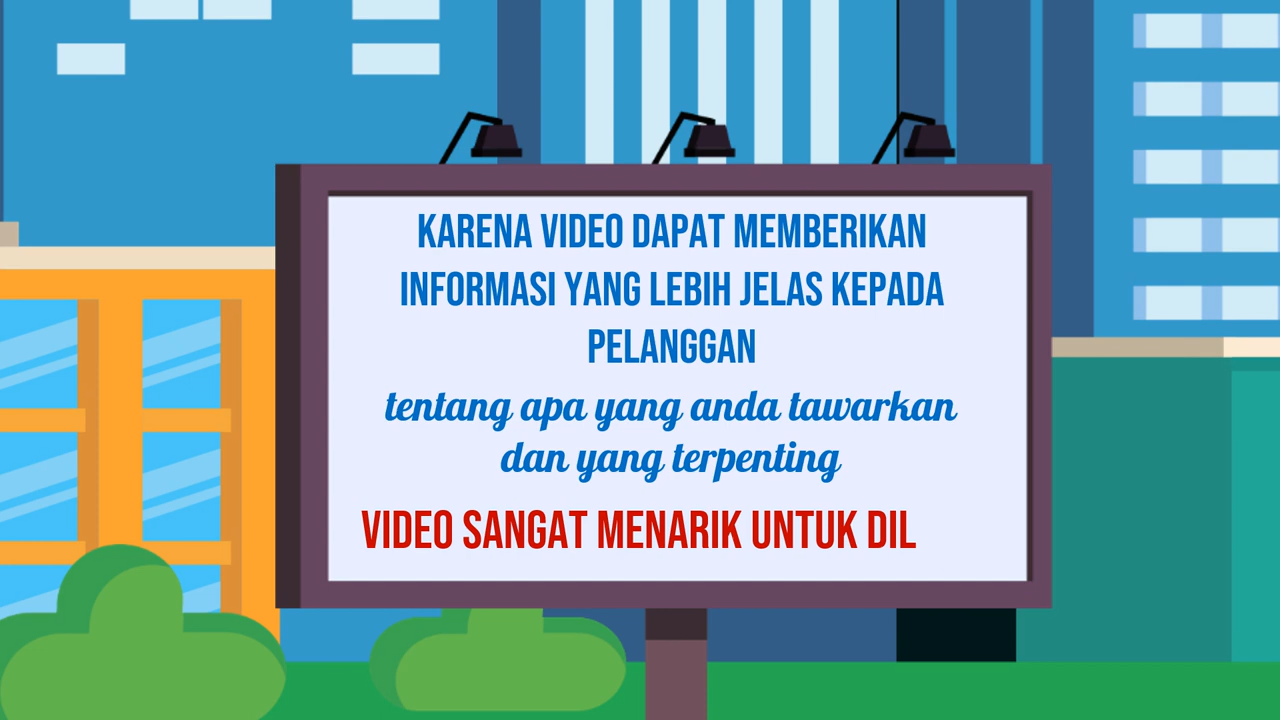 KARENA VIDEO DAPAT MEMBERIKAN
INFORMASI YANG LEBIH JELAS KEPADA
PELANGGAN
tentang apa yang anda tawarkan
dan yang terpenting
VIDEO SANGAT MENARIK UNTUK DIL